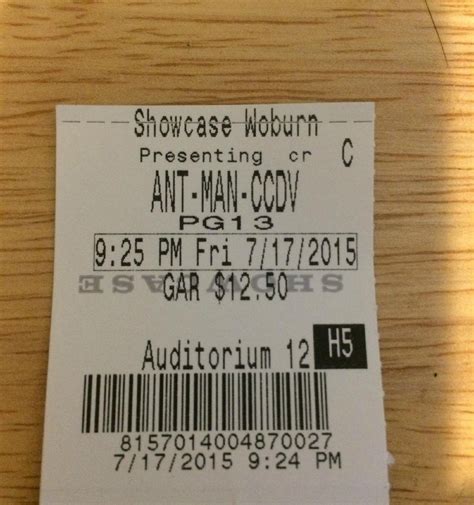 Showcase Woburn
Presenting cr C
ANT-MAN-CCDV
PG13
9:25 PM Fri 7/17/2015
SHOWCASE
GAR $12.50
Auditorium 12 H5
8157014004870027
7/17/2015 9:24 PM